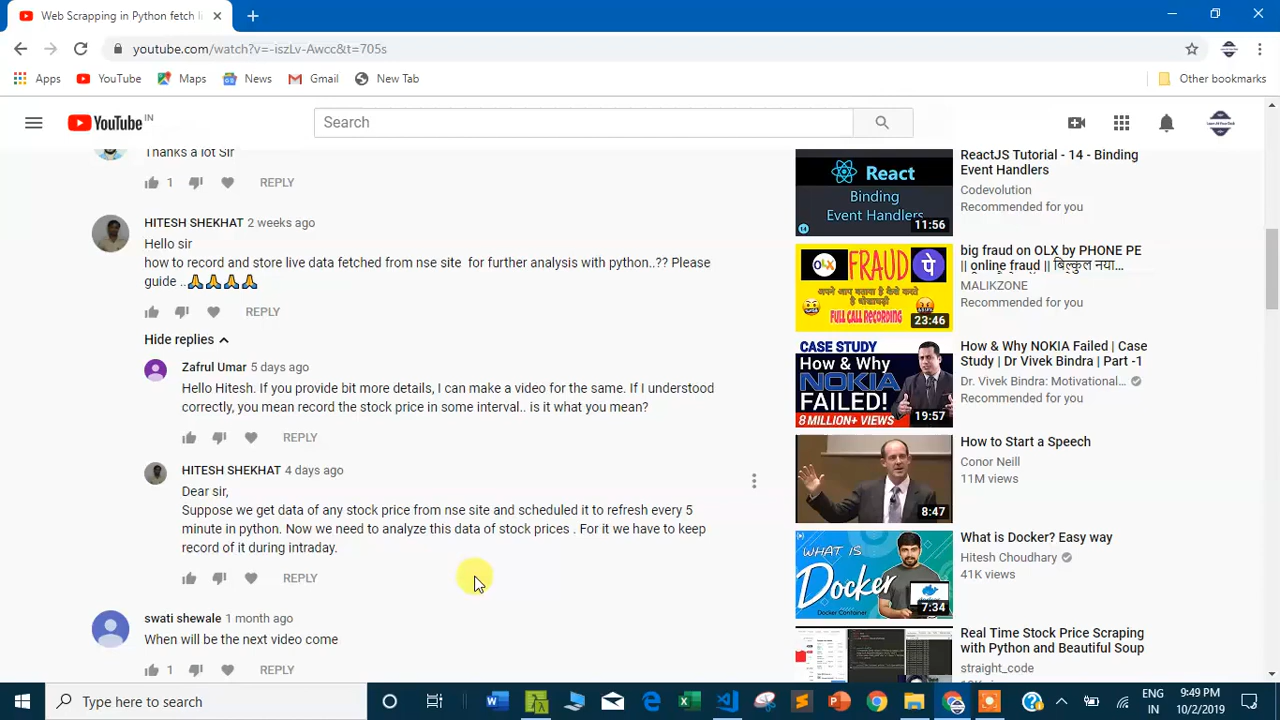 Web Scrapping in Python fetch li
youtube.com/watch?v=-iszLv-Awcc&t=705s
Apps
YouTube
Maps
News
Gmail
New Tab
Other bookmarks
YouTube IN
Search
Thanks a lot Sir
1
REPLY
HITESH SHEKHAT 2 weeks ago
Hello sir
how to record and store live data fetched from nse site for further analysis with python..?? Please
guide ..🙏🙏🙏🙏
REPLY
Hide replies
Zafrul Umar 5 days ago
Hello Hitesh. If you provide bit more details, I can make a video for the same. If I understood
correctly, you mean record the stock price in some interval.. is it what you mean?
REPLY
HITESH SHEKHAT 4 days ago
Dear sir,
Suppose we get data of any stock price from nse site and scheduled it to refresh every 5
minute in python. Now we need to analyze this data of stock prices . For it we have to keep
record of it during intraday.
REPLY
swati shewale 1 month ago
When will be the next video come
REPLY
React
Binding
Event Handlers
11:56
ReactJS Tutorial - 14 - Binding
Event Handlers
Codevolution
Recommended for you
OLX FRAUD पे
अपने आप बताया है कैसे करते
है धोखाधड़ी
FULL CALL RECORDING
23:46
big fraud on OLX by PHONE PE
|| online fraud || बिल्कुल नया...
MALIKZONE
Recommended for you
CASE STUDY
How & Why
NOKIA
FAILED!
8 MILLION+ VIEWS
19:57
How & Why NOKIA Failed | Case
Study | Dr Vivek Bindra | Part -1
Dr. Vivek Bindra: Motivational...
Recommended for you
8:47
How to Start a Speech
Conor Neill
11M views
WHAT IS
Docker
Docker Container
7:34
What is Docker? Easy way
Hitesh Choudhary
41K views
Real Time Stock Price Scraping
with Python and Beautiful Soup
straight_code
Type here to search
ENG
IN
9:49 PM
10/2/2019